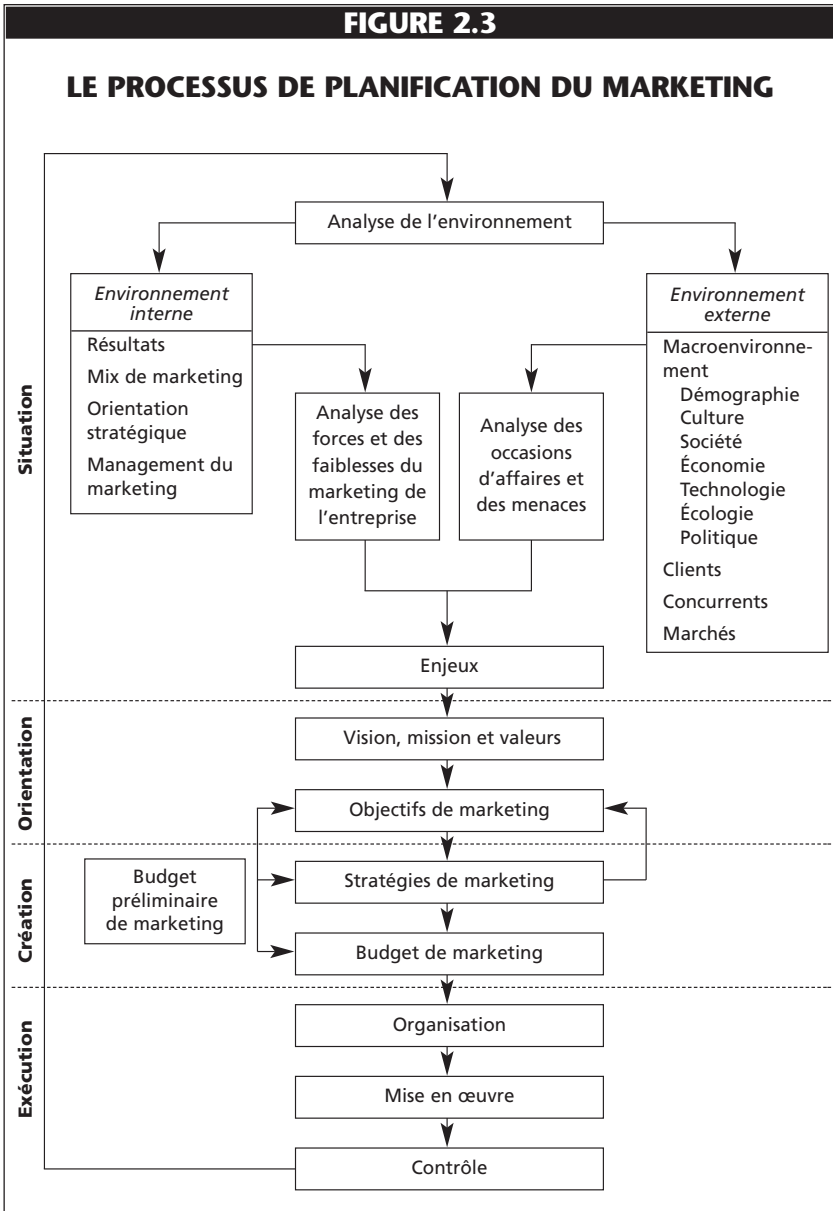 FIGURE 2.3
LE PROCESSUS DE PLANIFICATION DU MARKETING
Situation
Analyse de l'environnement
Environnement
interne
Résultats
Mix de marketing
Orientation
stratégique
Management du
marketing
Analyse des
forces et des
faiblesses du
marketing de
l'entreprise
Analyse des
occasions
d'affaires et
des menaces
Environnement
externe
Macroenvironne-
ment
Démographie
Culture
Société
Économie
Technologie
Écologie
Politique
Clients
Concurrents
Marchés
Enjeux
Orientation
Vision, mission et valeurs
Objectifs de marketing
Création
Budget
préliminaire
de marketing
Stratégies de marketing
Budget de marketing
Exécution
Organisation
Mise en œuvre
Contrôle